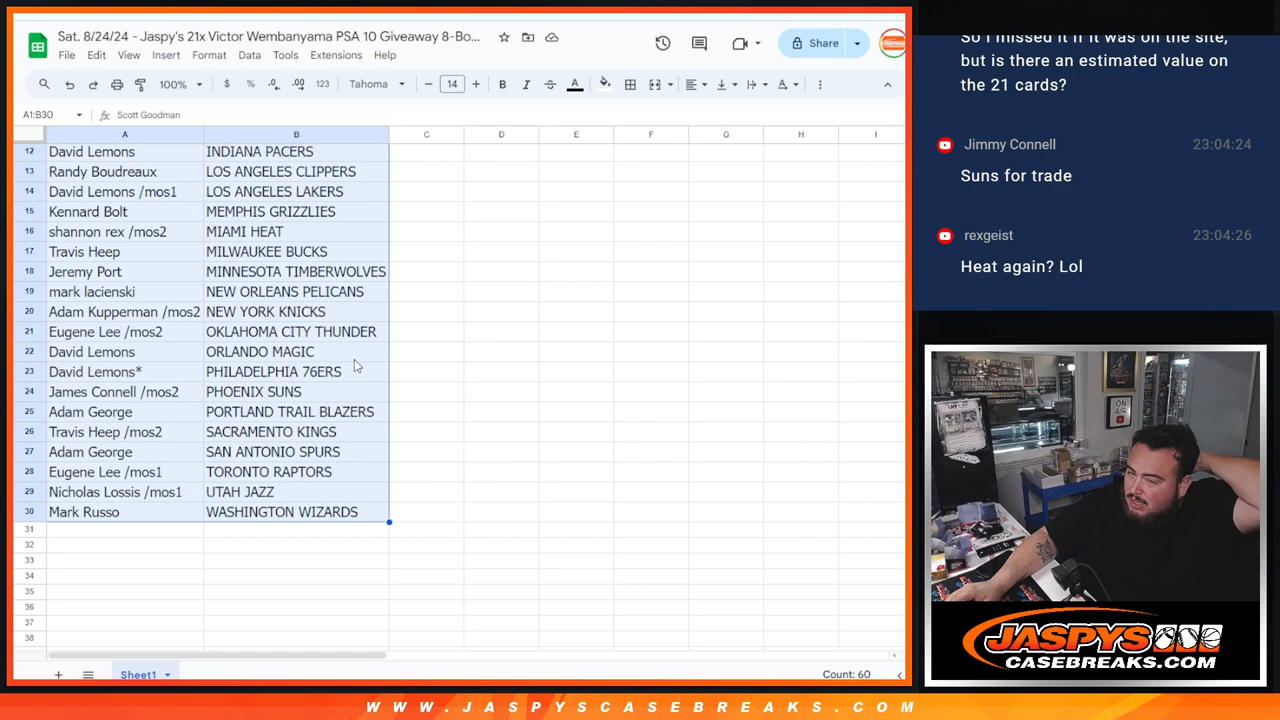 Sat. 8/24/24 - Jaspy's 21x Victor Wembanyama PSA 10 Giveaway 8-Bo...
File Edit View Insert Format Data Tools Extensions Help
Share
100% $ % .0 .00 123 Tahoma - 14 + B I A
A1:B30 fx Scott Goodman
A B C D E F G H I
12 David Lemons INDIANA PACERS
13 Randy Boudreaux LOS ANGELES CLIPPERS
14 David Lemons /mos1 LOS ANGELES LAKERS
15 Kennard Bolt MEMPHIS GRIZZLIES
16 shannon rex /mos2 MIAMI HEAT
17 Travis Heep MILWAUKEE BUCKS
18 Jeremy Port MINNESOTA TIMBERWOLVES
19 mark lacienski NEW ORLEANS PELICANS
20 Adam Kupperman /mos2 NEW YORK KNICKS
21 Eugene Lee /mos2 OKLAHOMA CITY THUNDER
22 David Lemons ORLANDO MAGIC
23 David Lemons* PHILADELPHIA 76ERS
24 James Connell /mos2 PHOENIX SUNS
25 Adam George PORTLAND TRAIL BLAZERS
26 Travis Heep /mos2 SACRAMENTO KINGS
27 Adam George SAN ANTONIO SPURS
28 Eugene Lee /mos1 TORONTO RAPTORS
29 Nicholas Lossis /mos1 UTAH JAZZ
30 Mark Russo WASHINGTON WIZARDS
31
32
33
34
35
36
37
38
Sheet1
Count: 60
So I missed it if it was on the site,
but is there an estimated value on
the 21 cards?
Jimmy Connell 23:04:24
Suns for trade
rexgeist 23:04:26
Heat again? Lol
ON
AIR
JASPYS
CASEBREAKS.COM
WWW.JASPYSCASEBREAKS.COM